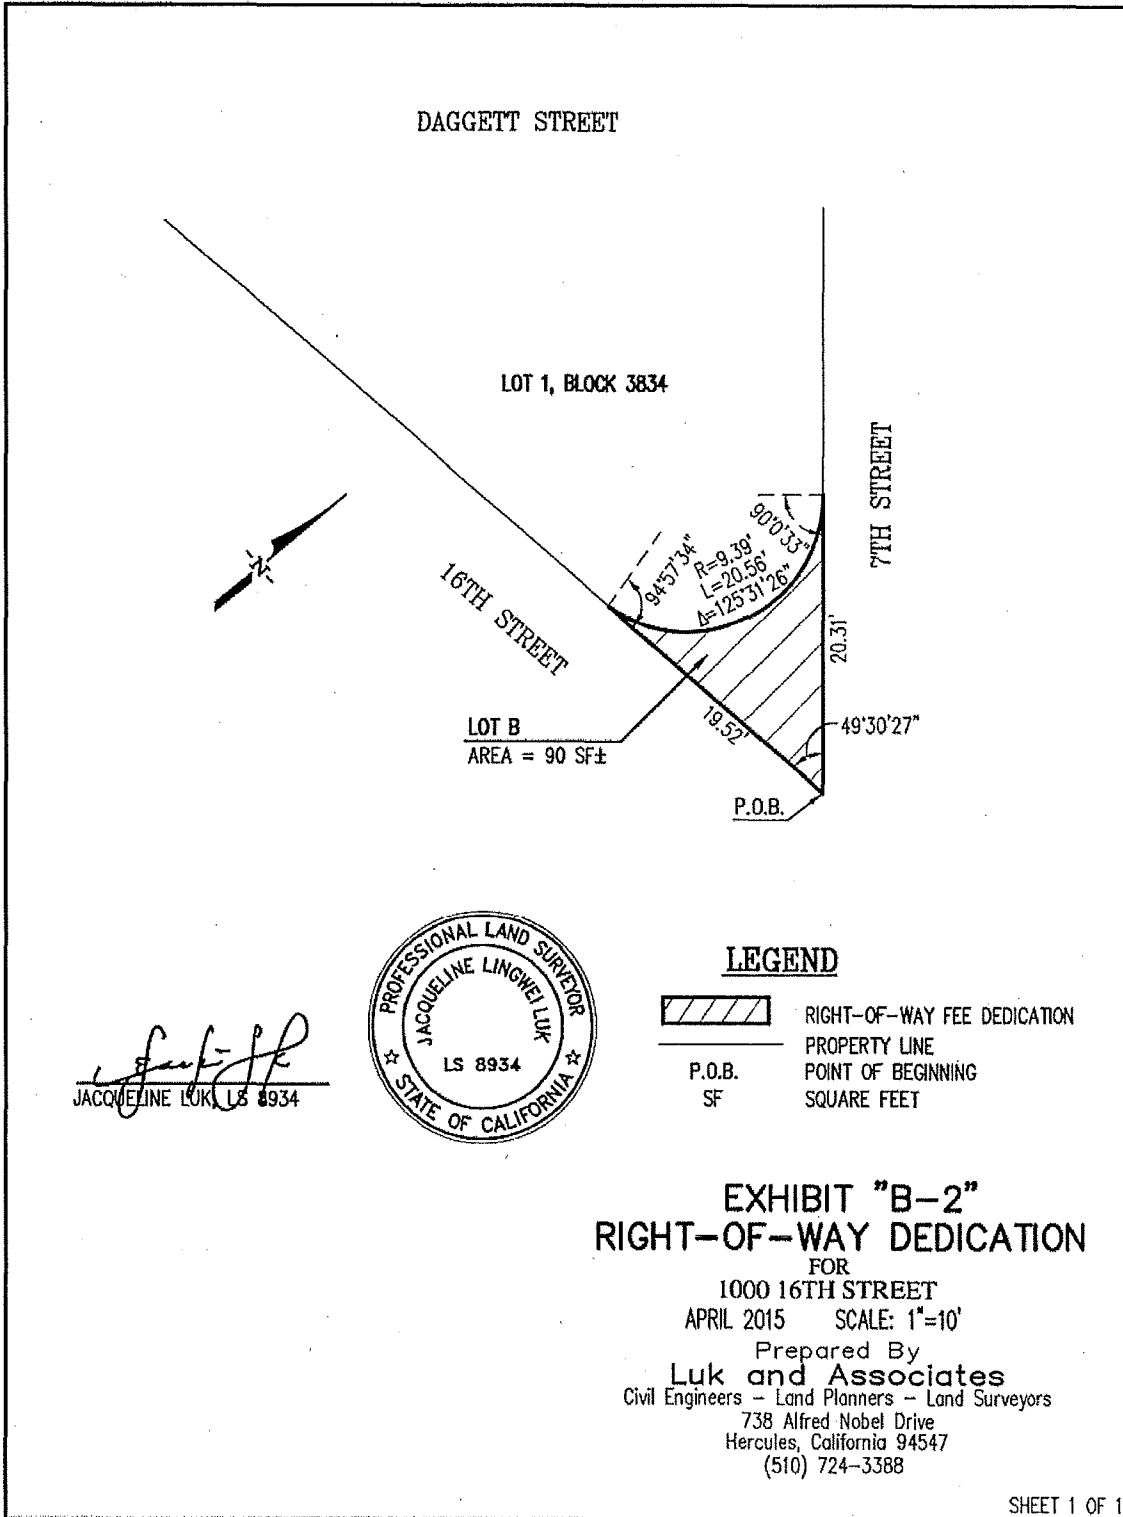 DAGGETT STREET
LOT 1, BLOCK 3834
7TH STREET
90°0'33"
94°57'34"
R=9.39'
L=20.56'
Δ=125°31'26"
-N-
16TH STREET
20.31'
LOT B
AREA = 90 SF±
19.52'
49°30'27"
P.O.B.
PROFESSIONAL LAND SURVEYOR
JACQUELINE LINGWEI LUK
LS 8934
☆ STATE OF CALIFORNIA ☆
JACQUELINE LUK, LS 8934
LEGEND
RIGHT-OF-WAY FEE DEDICATION
PROPERTY LINE
P.O.B. POINT OF BEGINNING
SF SQUARE FEET
EXHIBIT "B-2"
RIGHT-OF-WAY DEDICATION
FOR
1000 16TH STREET
APRIL 2015 SCALE: 1"=10'
Prepared By
Luk and Associates
Civil Engineers - Land Planners - Land Surveyors
738 Alfred Nobel Drive
Hercules, California 94547
(510) 724-3388
SHEET 1 OF 1